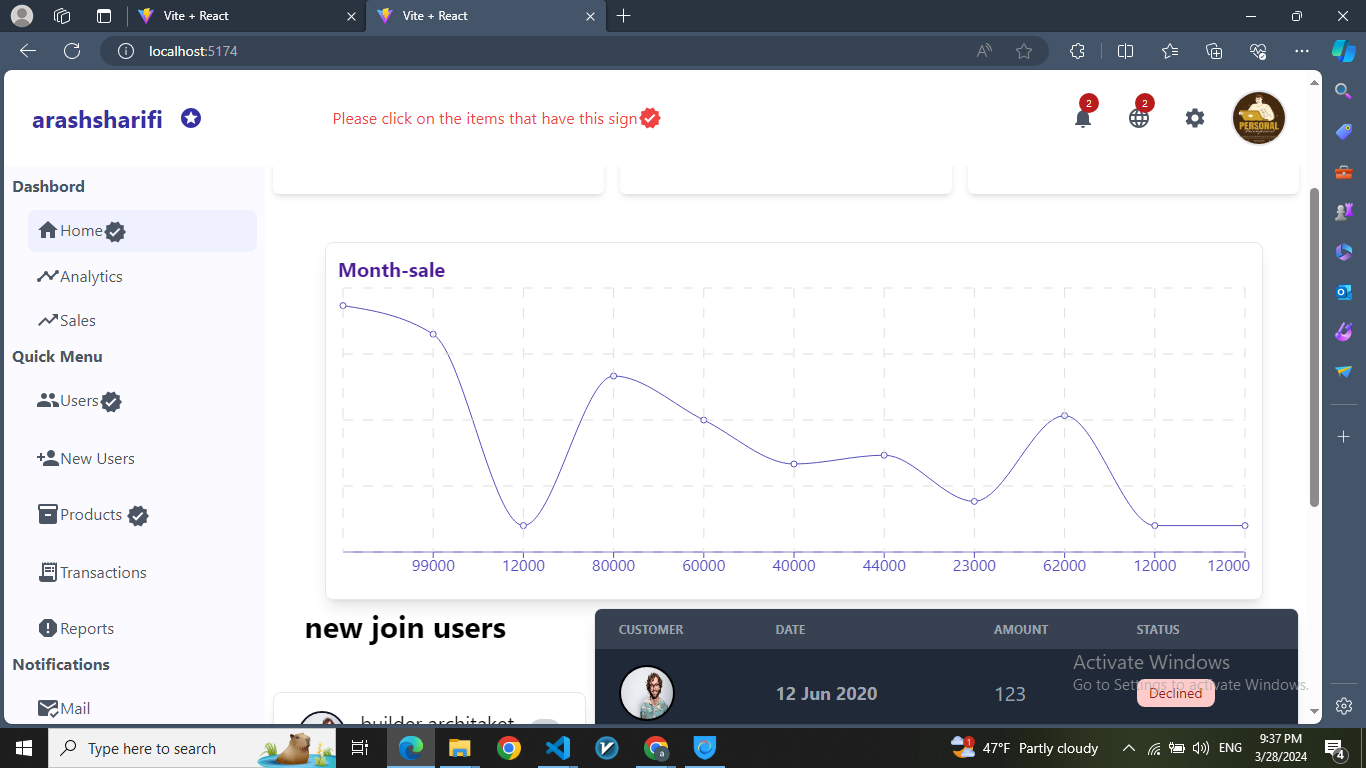 Vite + React
Vite + React
localhost:5174
arashsharifi
Please click on the items that have this sign
2
2
PERSONAL
Dashbord
Home
Analytics
Sales
Quick Menu
Users
New Users
Products
Transactions
Reports
Notifications
Mail
Month-sale
99000 12000 80000 60000 40000 44000 23000 62000 12000 12000
new join users
builder architaket
CUSTOMER DATE AMOUNT STATUS
12 Jun 2020 123 Declined
Activate Windows
Go to Settings to activate Windows.
Type here to search
47°F Partly cloudy
ENG
9:37 PM
3/28/2024
4